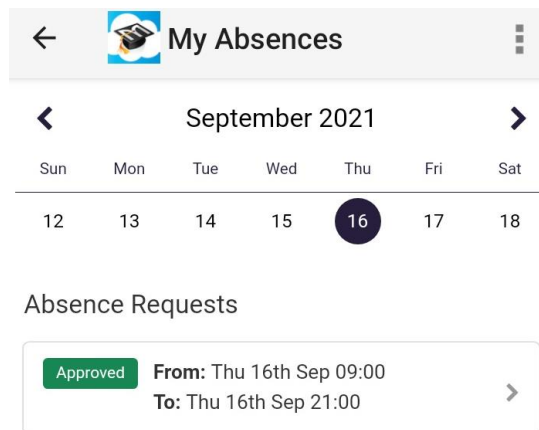 My Absences
September 2021
Sun Mon Tue Wed Thu Fri Sat
12 13 14 15 16 17 18
Absence Requests
Approved From: Thu 16th Sep 09:00
To: Thu 16th Sep 21:00